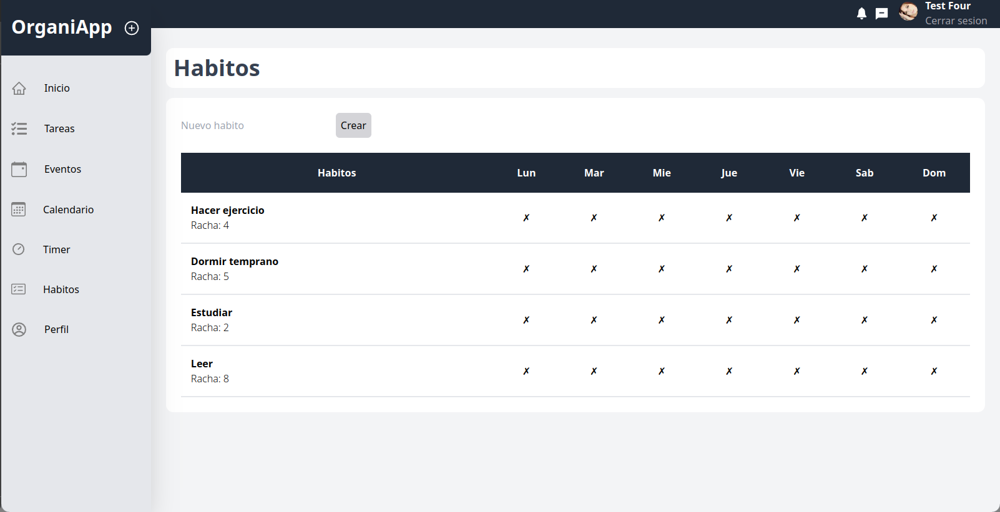 OrganiApp
Test Four
Cerrar sesion
Inicio
Tareas
Eventos
Calendario
Timer
Habitos
Perfil
Habitos
Nuevo habito Crear
Habitos Lun Mar Mie Jue Vie Sab Dom
Hacer ejercicio
Racha: 4
✗ ✗ ✗ ✗ ✗ ✗ ✗
Dormir temprano
Racha: 5
✗ ✗ ✗ ✗ ✗ ✗ ✗
Estudiar
Racha: 2
✗ ✗ ✗ ✗ ✗ ✗ ✗
Leer
Racha: 8
✗ ✗ ✗ ✗ ✗ ✗ ✗